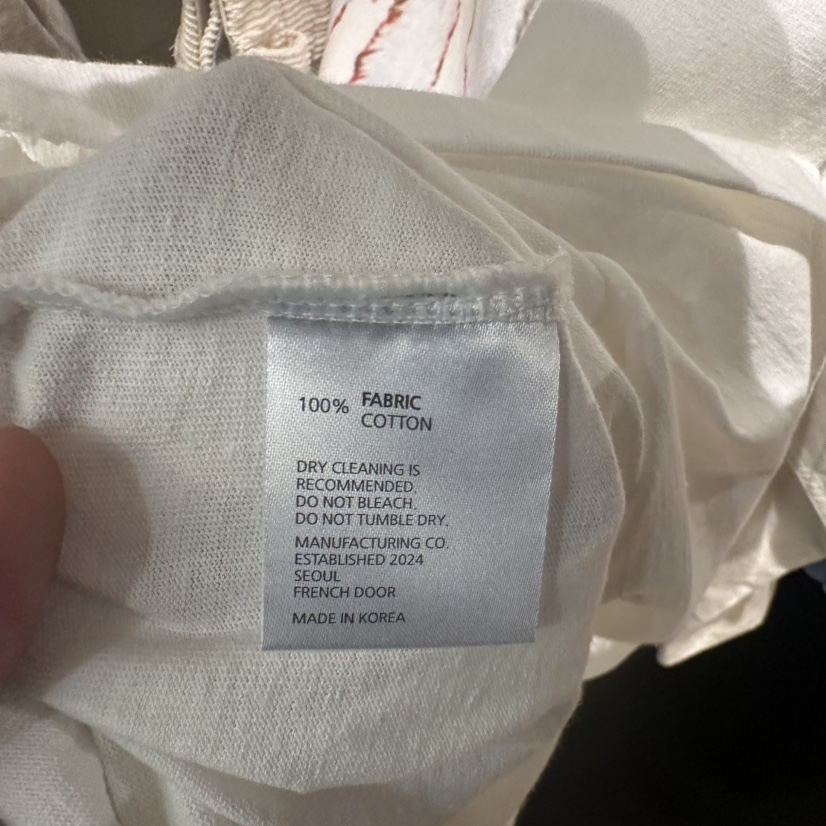 100% FABRIC
COTTON
DRY CLEANING IS
RECOMMENDED.
DO NOT BLEACH.
DO NOT TUMBLE DRY.
MANUFACTURING CO.
ESTABLISHED 2024
SEOUL
FRENCH DOOR
MADE IN KOREA